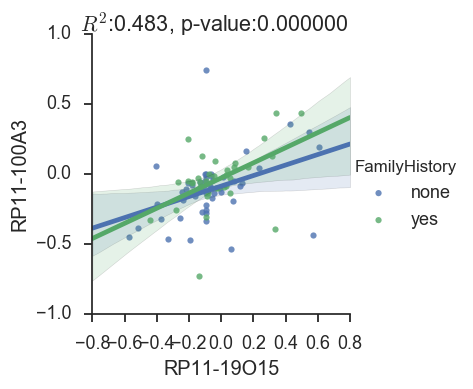 R²:0.483, p-value:0.000000
1.0
0.5
0.0
−0.5
−1.0
RP11-100A3
−0.8−0.6−0.4−0.2 0.0 0.2 0.4 0.6 0.8
RP11-19O15
FamilyHistory
none
yes